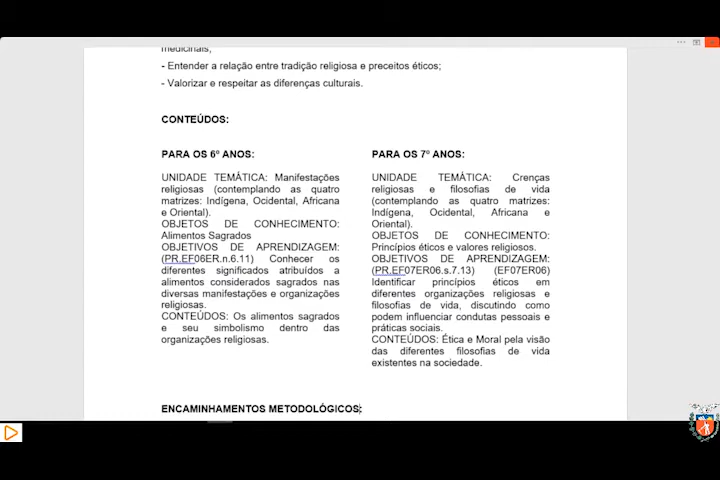 medicinais;
- Entender a relação entre tradição religiosa e preceitos éticos;
- Valorizar e respeitar as diferenças culturais.
CONTEÚDOS:
PARA OS 6º ANOS:
UNIDADE TEMÁTICA: Manifestações
religiosas (contemplando as quatro
matrizes: Indígena, Ocidental, Africana
e Oriental).
OBJETOS DE CONHECIMENTO:
Alimentos Sagrados
OBJETIVOS DE APRENDIZAGEM:
(PR.EF06ER.n.6.11) Conhecer os
diferentes significados atribuídos a
alimentos considerados sagrados nas
diversas manifestações e organizações
religiosas.
CONTEÚDOS: Os alimentos sagrados
e seu simbolismo dentro das
organizações religiosas.
PARA OS 7º ANOS:
UNIDADE TEMÁTICA: Crenças
religiosas e filosofias de vida
(contemplando as quatro matrizes:
Indígena, Ocidental, Africana e
Oriental).
OBJETOS DE CONHECIMENTO:
Princípios éticos e valores religiosos.
OBJETIVOS DE APRENDIZAGEM:
(PR.EF07ER06.s.7.13) (EF07ER06)
Identificar princípios éticos em
diferentes organizações religiosas e
filosofias de vida, discutindo como
podem influenciar condutas pessoais e
práticas sociais.
CONTEÚDOS: Ética e Moral pela visão
das diferentes filosofias de vida
existentes na sociedade.
ENCAMINHAMENTOS METODOLÓGICOS: